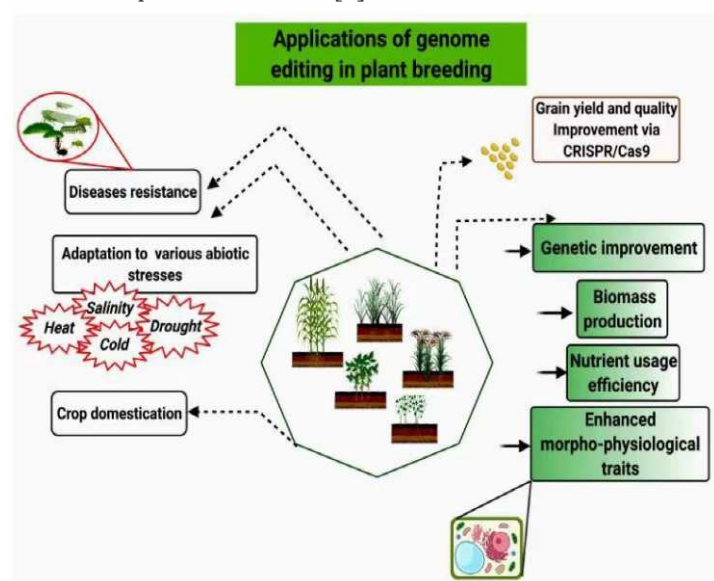 Applications of genome
editing in plant breeding
Grain yield and quality
Improvement via
CRISPR/Cas9
Diseases resistance
Adaptation to various abiotic
stresses
Salinity
Heat
Drought
Cold
Crop domestication
Genetic improvement
Biomass
production
Nutrient usage
efficiency
Enhanced
morpho-physiological
traits